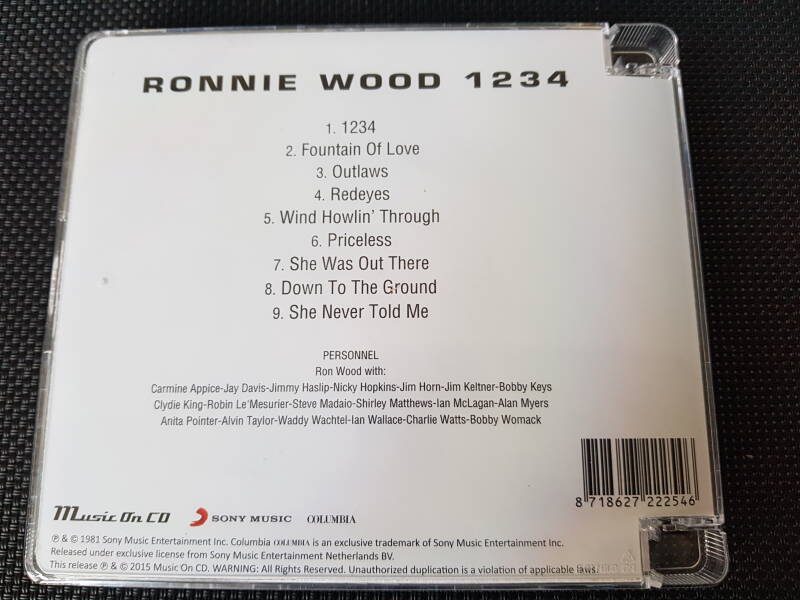 RONNIE WOOD 1234
1. 1234
2. Fountain Of Love
3. Outlaws
4. Redeyes
5. Wind Howlin' Through
6. Priceless
7. She Was Out There
8. Down To The Ground
9. She Never Told Me
PERSONNEL
Ron Wood with:
Carmine Appice-Jay Davis-Jimmy Haslip-Nicky Hopkins-Jim Horn-Jim Keltner-Bobby Keys
Clydie King-Robin Le'Mesurier-Steve Madaio-Shirley Matthews-Ian McLagan-Alan Myers
Anita Pointer-Alvin Taylor-Waddy Wachtel-Ian Wallace-Charlie Watts-Bobby Womack
8 718627 222546
Music On CD SONY MUSIC COLUMBIA
℗ & © 1981 Sony Music Entertainment Inc. Columbia COLUMBIA is an exclusive trademark of Sony Music Entertainment Inc.
Released under exclusive license from Sony Music Entertainment Netherlands BV.
This release ℗ & © 2015 Music On CD. WARNING: All Rights Reserved. Unauthorized duplication is a violation of applicable laws.